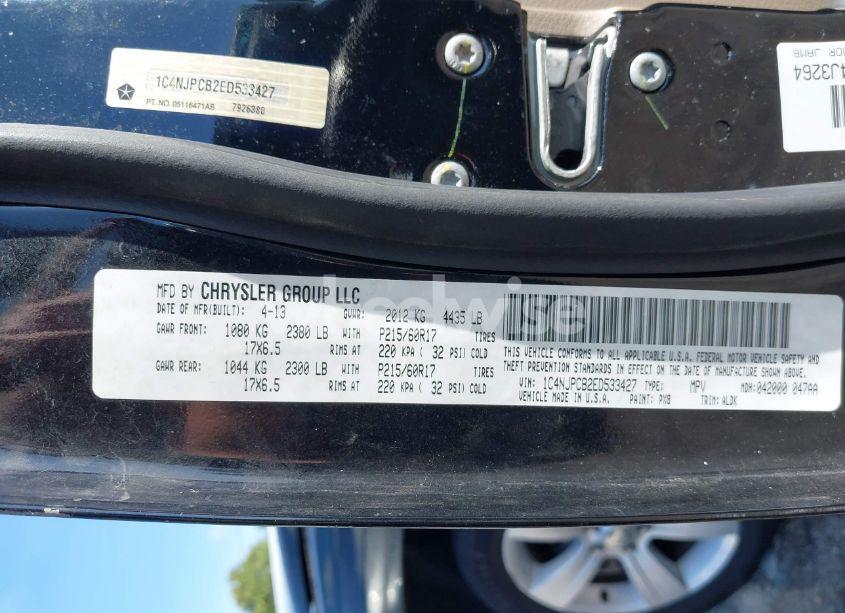 1C4NJPCB2ED533427
PT. NO. 05116471AB 7926380
DOOR JAMB
4J3264
MFD BY CHRYSLER GROUP LLC
DATE OF MFR(BUILT): 4-13 GVWR: 2012 KG 4435 LB
GAWR FRONT: 1080 KG 2380 LB WITH P215/60R17 TIRES
17X6.5 RIMS AT 220 KPA ( 32 PSI) COLD
GAWR REAR: 1044 KG 2300 LB WITH P215/60R17 TIRES
17X6.5 RIMS AT 220 KPA ( 32 PSI) COLD
THIS VEHICLE CONFORMS TO ALL APPLICABLE U.S.A. FEDERAL MOTOR VEHICLE SAFETY AND
THEFT PREVENTION STANDARDS IN EFFECT ON THE DATE OF MANUFACTURE SHOWN ABOVE.
VIN: 1C4NJPCB2ED533427 TYPE: MPV MDH:042000 047AA
VEHICLE MADE IN U.S.A. PAINT: PX8 TRIM: ALDK